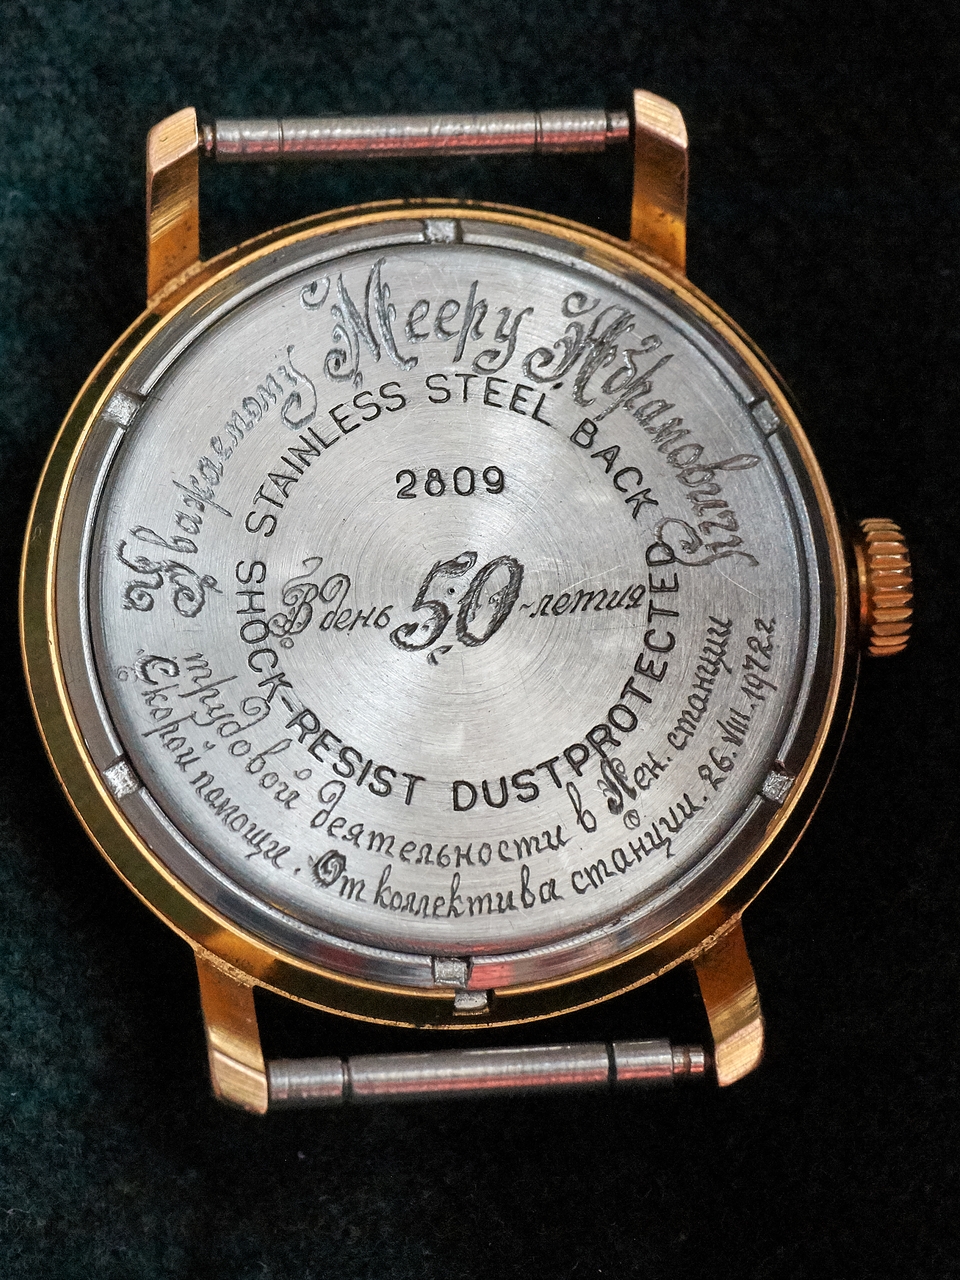 Уважаемому Мееру Абрамовичу
STAINLESS STEEL BACK
2809
В день 50-летия
SHOCK-RESIST DUSTPROTECTED
трудовой деятельности в Лен. станции
Скорой помощи. От коллектива станции. 26.VIII.1972г.